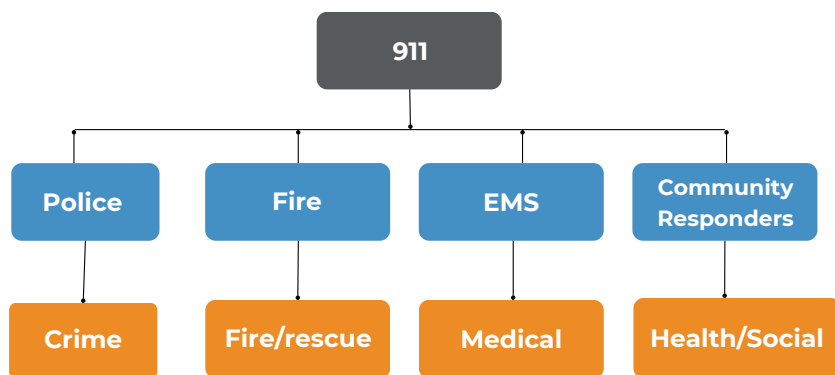 911
Police
Fire
EMS
Community
Responders
Crime
Fire/rescue
Medical
Health/Social